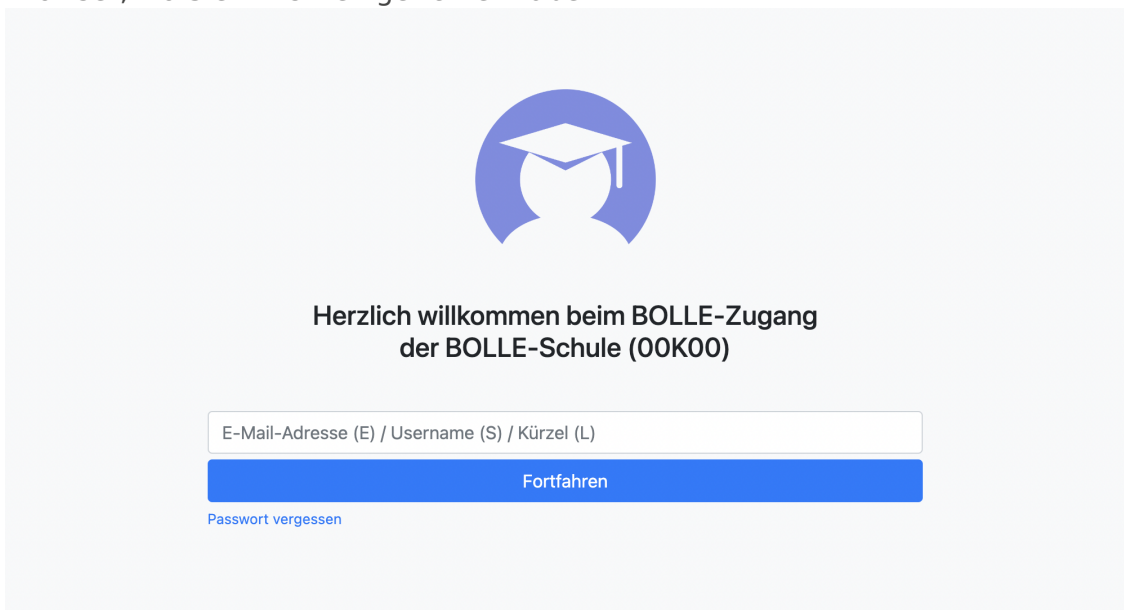 Herzlich willkommen beim BOLLE-Zugang
der BOLLE-Schule (00K00)
E-Mail-Adresse (E) / Username (S) / Kürzel (L)
Fortfahren
Passwort vergessen